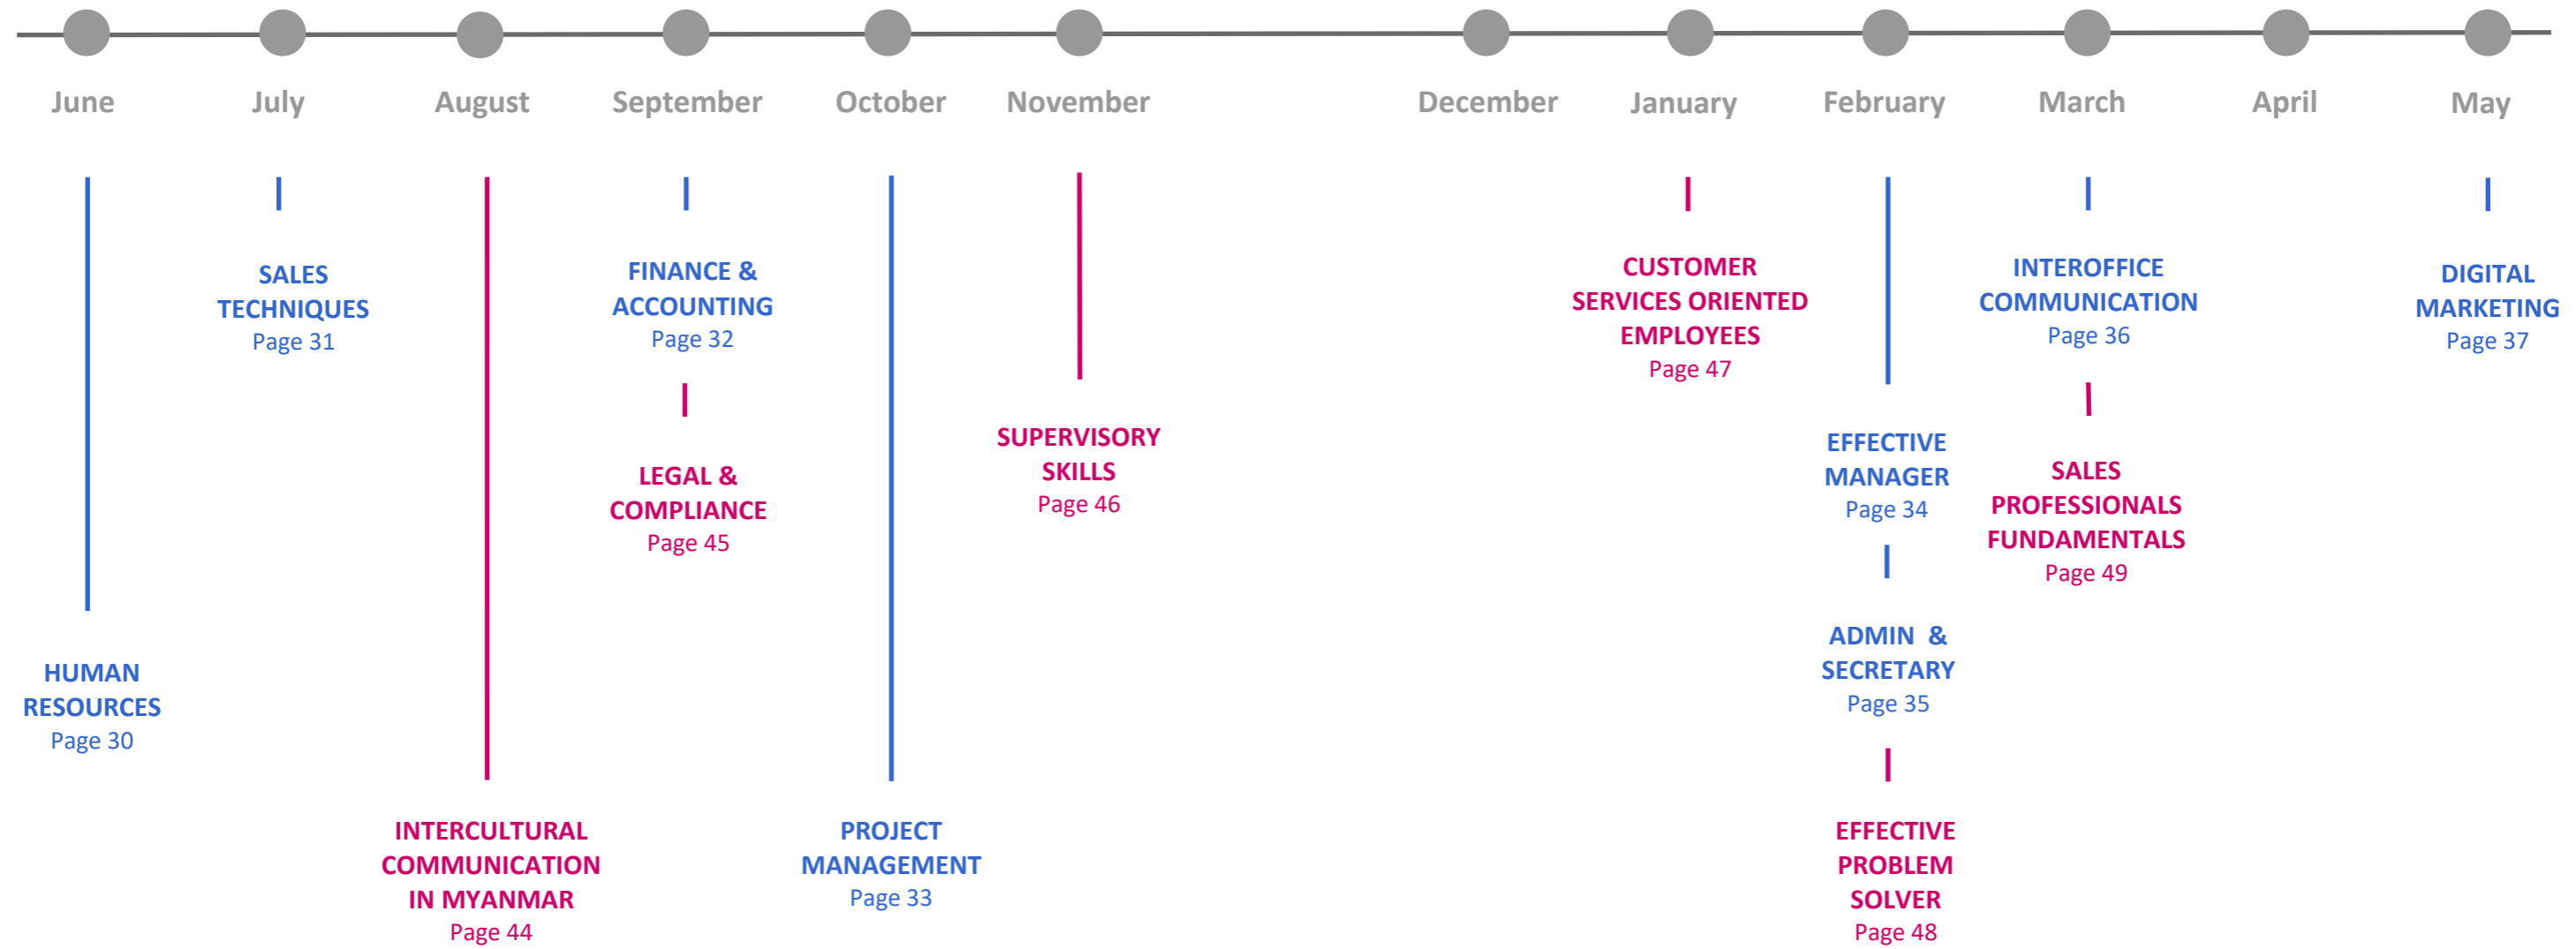 June
July
August
September
October
November
December
January
February
March
April
May
HUMAN
RESOURCES
Page 30
SALES
TECHNIQUES
Page 31
INTERCULTURAL
COMMUNICATION
IN MYANMAR
Page 44
FINANCE &
ACCOUNTING
Page 32
LEGAL &
COMPLIANCE
Page 45
PROJECT
MANAGEMENT
Page 33
SUPERVISORY
SKILLS
Page 46
CUSTOMER
SERVICES ORIENTED
EMPLOYEES
Page 47
EFFECTIVE
MANAGER
Page 34
ADMIN &
SECRETARY
Page 35
EFFECTIVE
PROBLEM
SOLVER
Page 48
INTEROFFICE
COMMUNICATION
Page 36
SALES
PROFESSIONALS
FUNDAMENTALS
Page 49
DIGITAL
MARKETING
Page 37